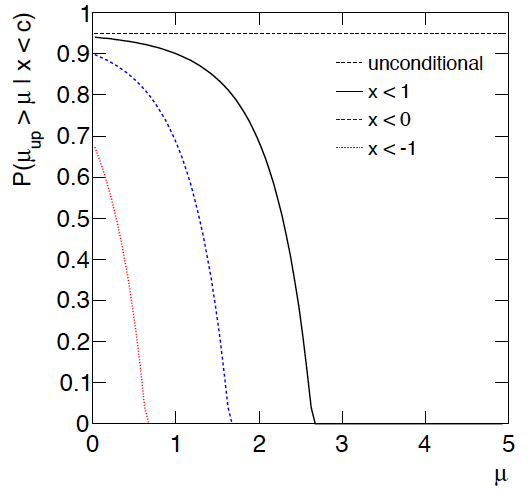 1
0.9
0.8
0.7
0.6
0.5
0.4
0.3
0.2
0.1
0
P(μ_up > μ | x < c)
unconditional
x < 1
x < 0
x < -1
0 1 2 3 4 5
μ